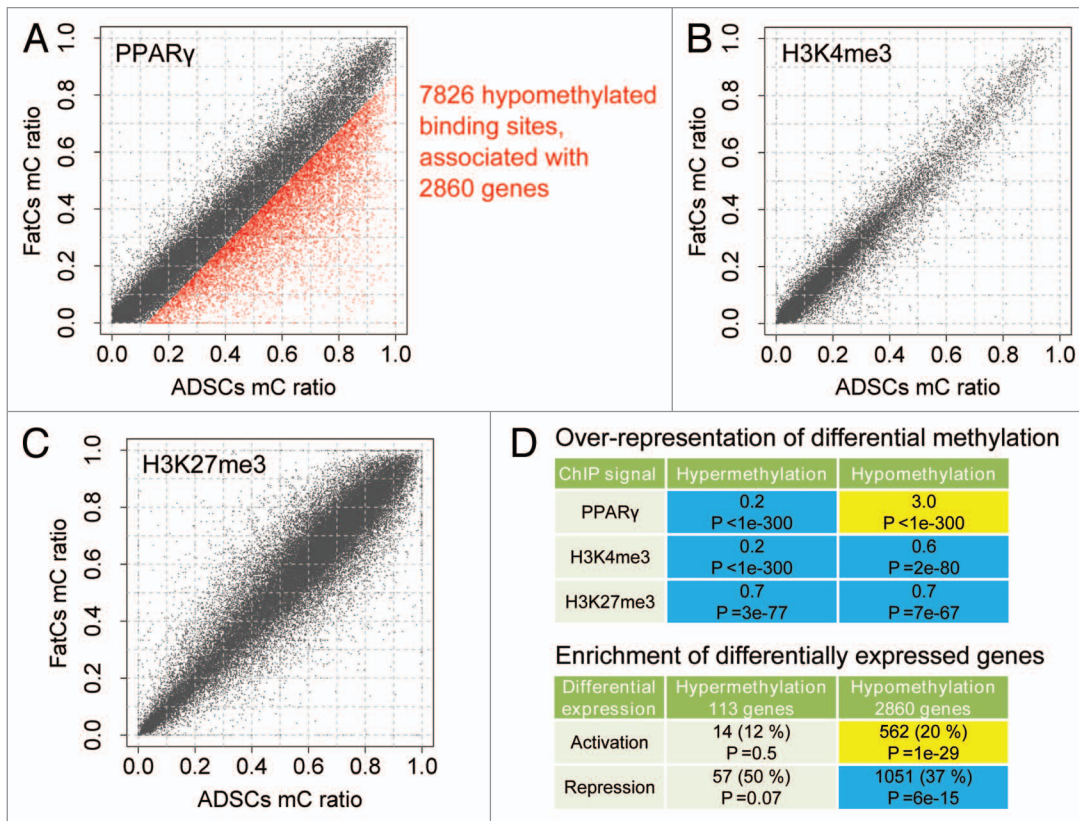 A
PPARγ
1.0
0.8
0.6
0.4
0.2
0.0
FatCs mC ratio
0.0 0.2 0.4 0.6 0.8 1.0
ADSCs mC ratio
7826 hypomethylated
binding sites,
associated with
2860 genes
B
H3K4me3
1.0
0.8
0.6
0.4
0.2
0.0
FatCs mC ratio
0.0 0.2 0.4 0.6 0.8 1.0
ADSCs mC ratio
C
H3K27me3
1.0
0.8
0.6
0.4
0.2
0.0
FatCs mC ratio
0.0 0.2 0.4 0.6 0.8 1.0
ADSCs mC ratio
D
Over-representation of differential methylation
ChIP signal Hypermethylation Hypomethylation
PPARγ
0.2
P <1e-300
3.0
P <1e-300
H3K4me3
0.2
P <1e-300
0.6
P =2e-80
H3K27me3
0.7
P =3e-77
0.7
P =7e-67
Enrichment of differentially expressed genes
Differential
expression
Hypermethylation
113 genes
Hypomethylation
2860 genes
Activation
14 (12 %)
P =0.5
562 (20 %)
P =1e-29
Repression
57 (50 %)
P =0.07
1051 (37 %)
P =6e-15